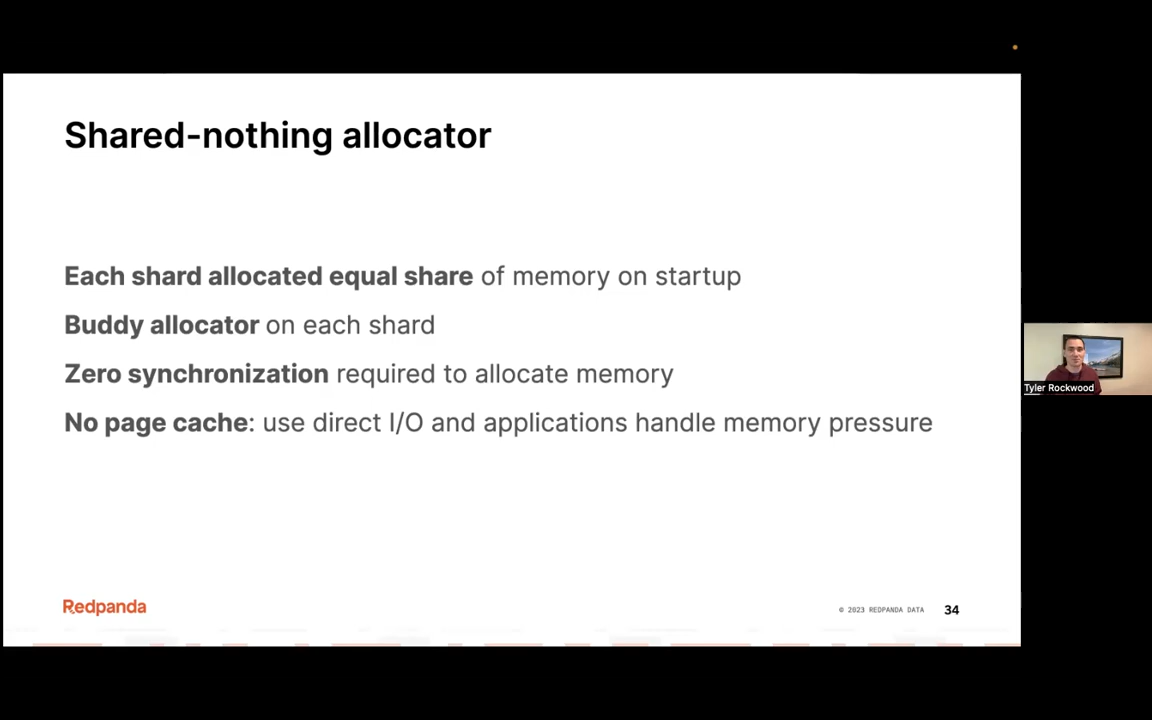 Shared-nothing allocator
Each shard allocated equal share of memory on startup
Buddy allocator on each shard
Zero synchronization required to allocate memory
No page cache: use direct I/O and applications handle memory pressure
Tyler Rockwood
Redpanda
© 2023 REDPANDA DATA
34